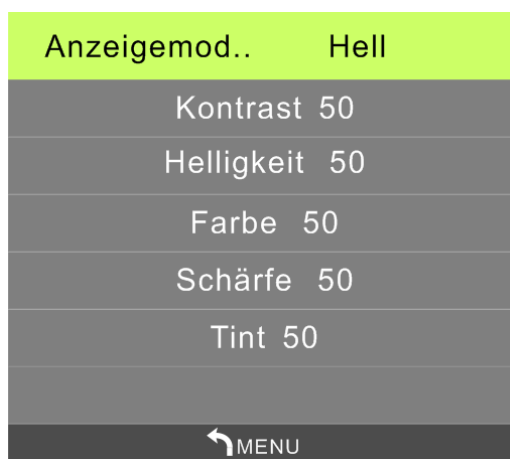 Anzeigemod.. Hell
Kontrast 50
Helligkeit 50
Farbe 50
Schärfe 50
Tint 50
MENU